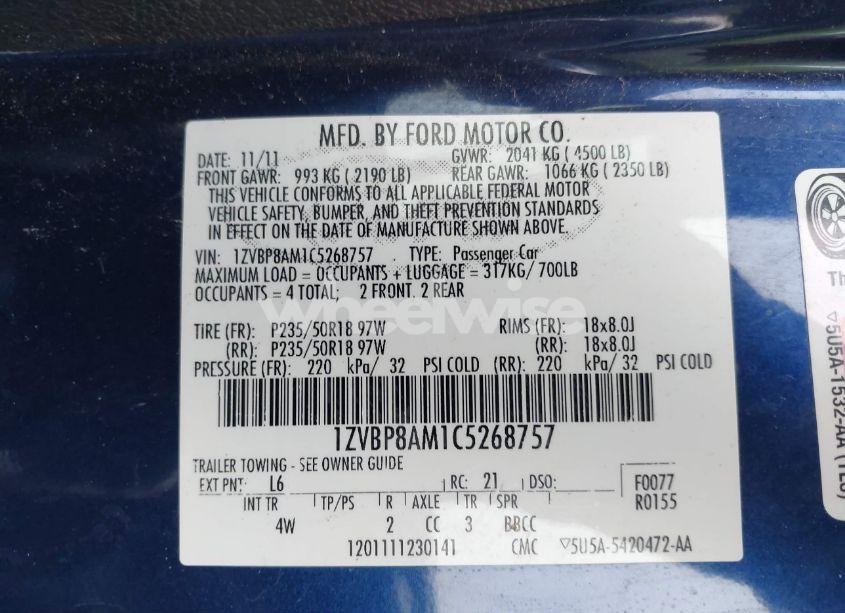 MFD. BY FORD MOTOR CO.
DATE: 11/11 GVWR: 2041 KG ( 4500 LB)
FRONT GAWR: 993 KG ( 2190 LB) REAR GAWR: 1066 KG ( 2350 LB)
THIS VEHICLE CONFORMS TO ALL APPLICABLE FEDERAL MOTOR
VEHICLE SAFETY, BUMPER, AND THEFT PREVENTION STANDARDS
IN EFFECT ON THE DATE OF MANUFACTURE SHOWN ABOVE.
VIN: 1ZVBP8AM1C5268757 TYPE: Passenger Car
MAXIMUM LOAD = OCCUPANTS + LUGGAGE = 317KG/ 700LB
OCCUPANTS = 4 TOTAL; 2 FRONT. 2 REAR
wheelwise
TIRE (FR): P235/50R18 97W RIMS (FR): 18x8.0J
(RR): P235/50R18 97W (RR): 18x8.0J
PRESSURE (FR): 220 kPa/ 32 PSI COLD (RR): 220 kPa/ 32 PSI COLD
1ZVBP8AM1C5268757
TRAILER TOWING - SEE OWNER GUIDE
EXT PNT: L6 RC: 21 DSO: F0077
INT TR TP/PS R AXLE TR SPR R0155
4W 2 CC 3 BBCC
1201111230141 CMC ▽5U5A-5420472-AA
Th
▽5U5A-1532-AA